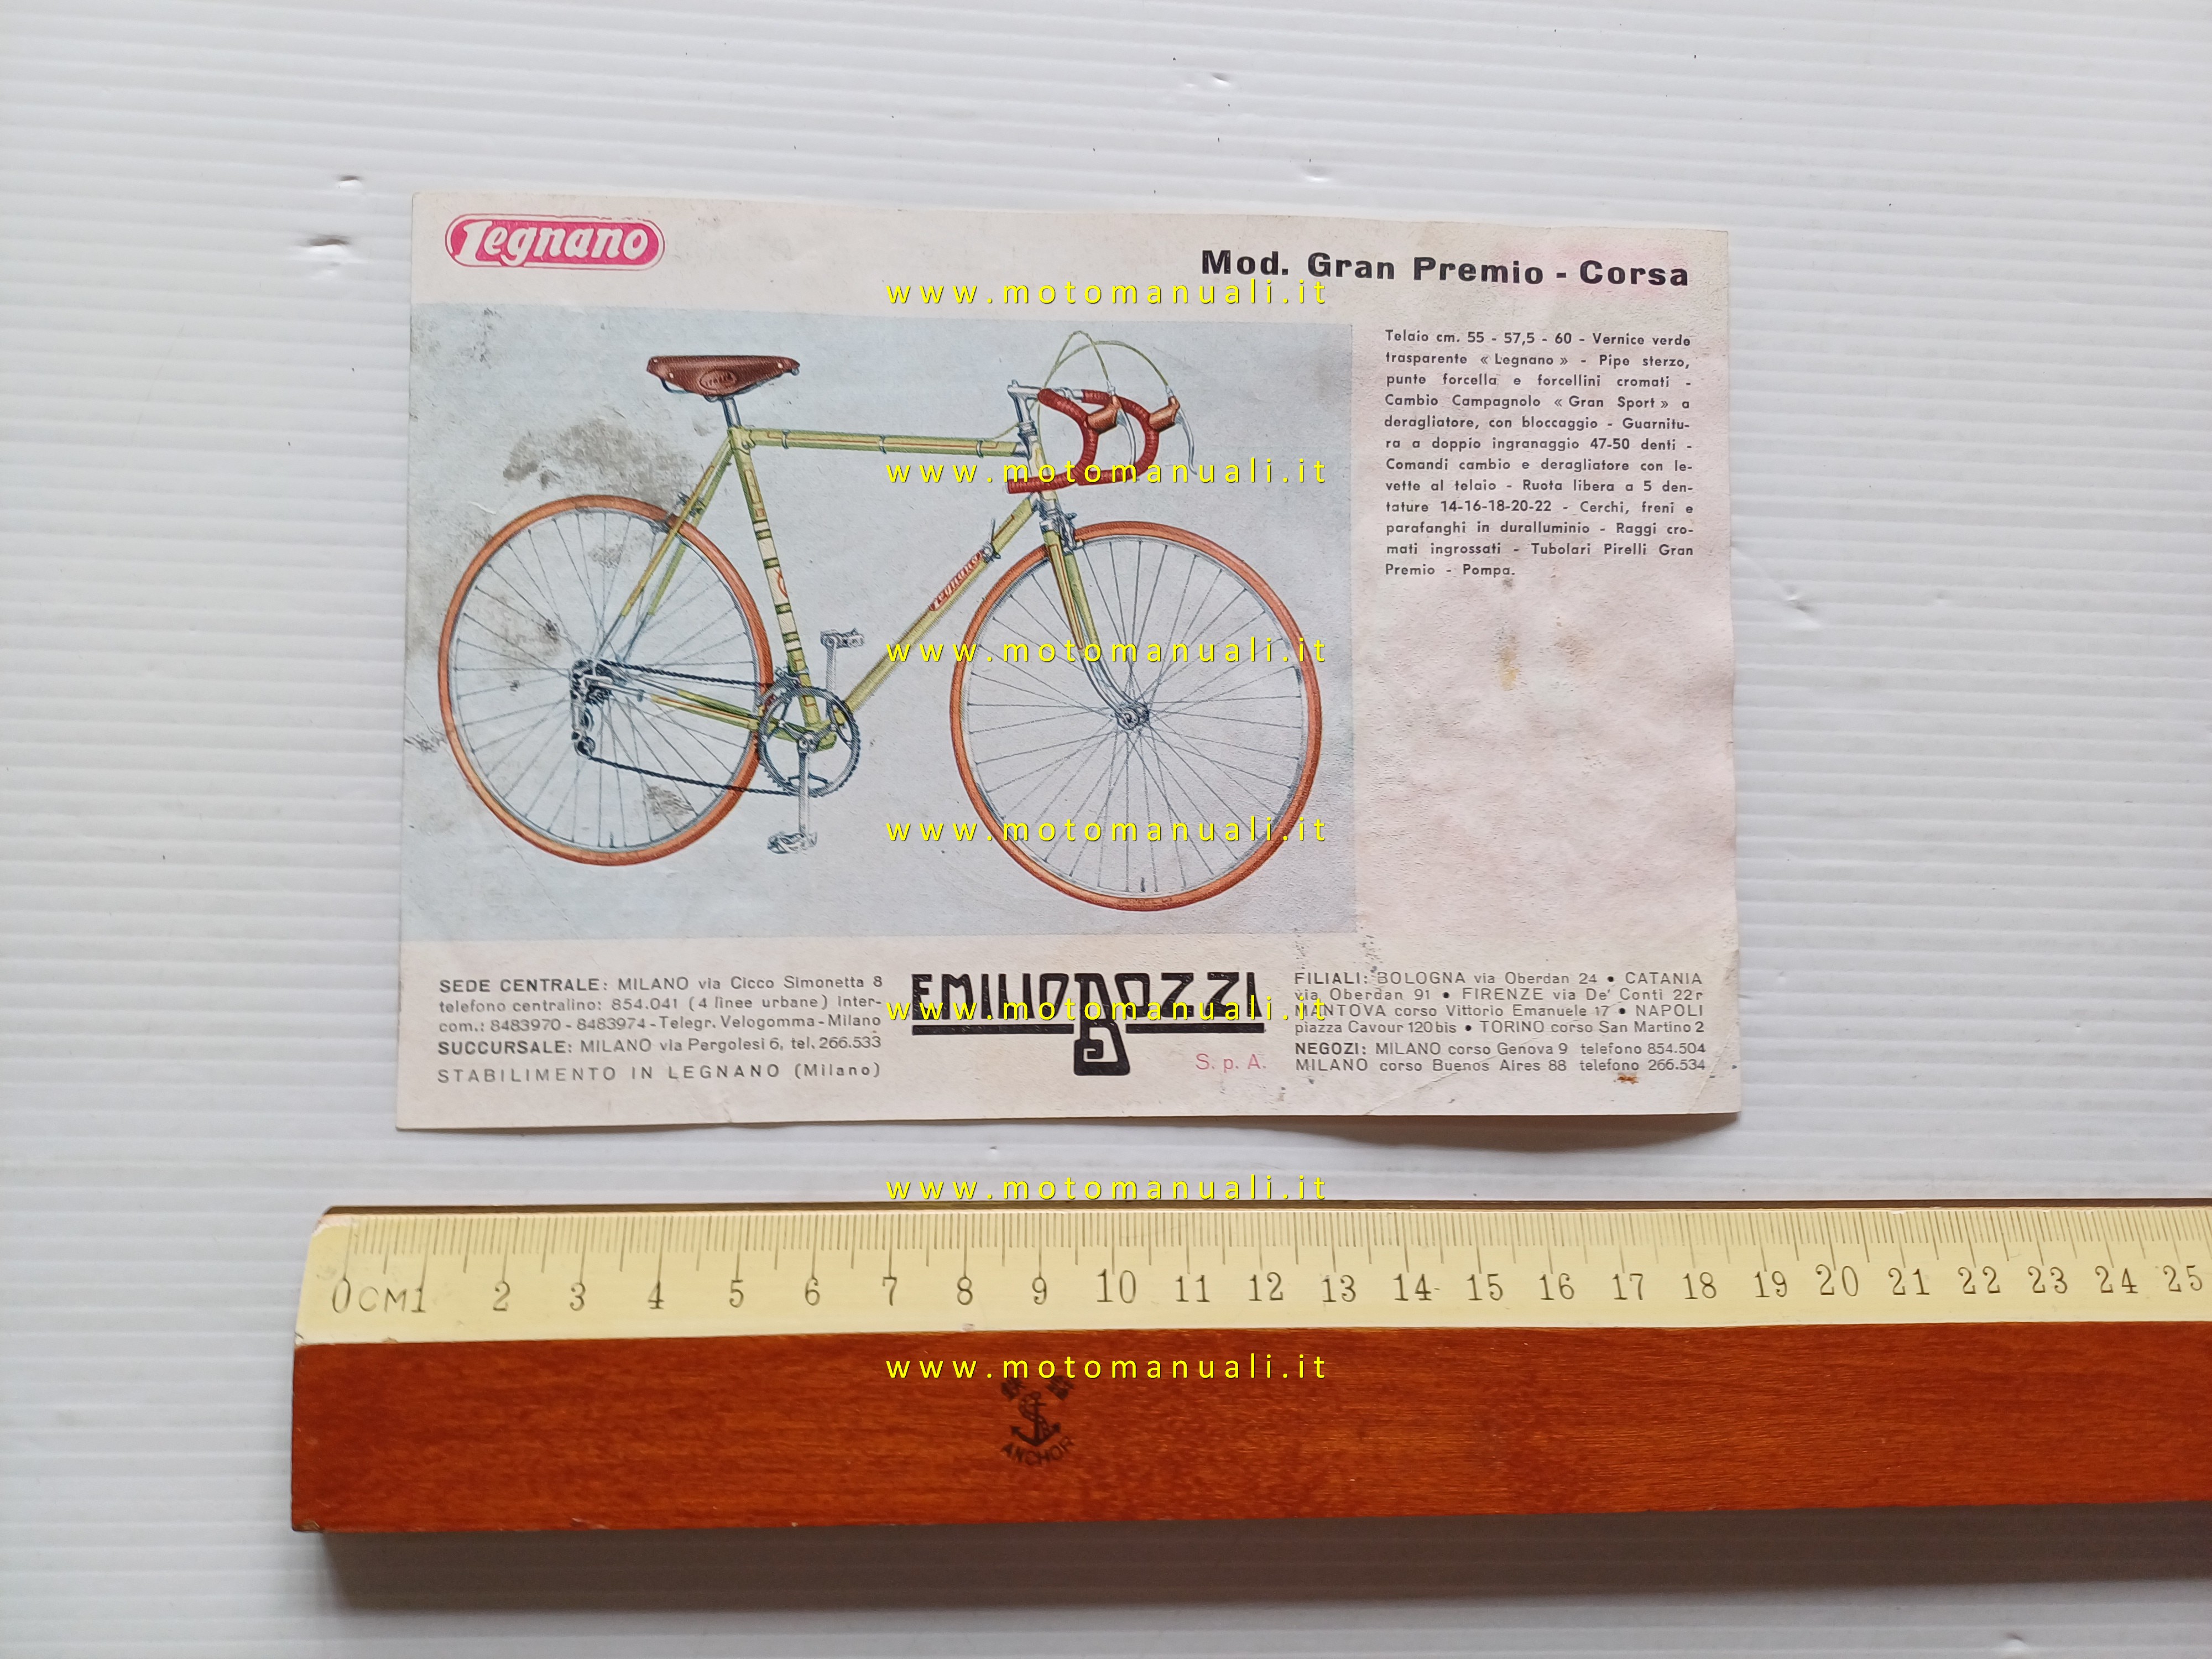 Legnano
Mod. Gran Premio - Corsa
www.motomanuali.it
Telaio cm. 55 - 57,5 - 60 - Vernice verde
trasparente « Legnano » - Pipe sterzo,
punte forcella e forcellini cromati -
Cambio Campagnolo « Gran Sport » a
deragliatore, con bloccaggio - Guarnitu-
ra a doppio ingranaggio 47-50 denti -
Comandi cambio e deragliatore con le-
vette al telaio - Ruota libera a 5 den-
tature 14-16-18-20-22 - Cerchi, freni e
parafanghi in duralluminio - Raggi cro-
mati ingrossati - Tubolari Pirelli Gran
Premio - Pompa.
www.motomanuali.it
Legnano
www.motomanuali.it
www.motomanuali.it
SEDE CENTRALE: MILANO via Cicco Simonetta 8
telefono centralino: 854.041 (4 linee urbane) inter-
com.: 8483970 - 8483974 - Telegr. Velogomma - Milano
SUCCURSALE: MILANO via Pergolesi 6, tel. 266.533
STABILIMENTO IN LEGNANO (Milano)
EMILIO BOZZI
S. p. A.
www.motomanuali.it
FILIALI: BOLOGNA via Oberdan 24 • CATANIA
via Oberdan 91 • FIRENZE via De' Conti 22r
MANTOVA corso Vittorio Emanuele 17 • NAPOLI
piazza Cavour 120 bis • TORINO corso San Martino 2
NEGOZI: MILANO corso Genova 9 telefono 854.504
MILANO corso Buenos Aires 88 telefono 266.534
www.motomanuali.it
0 CM 1 2 3 4 5 6 7 8 9 10 11 12 13 14 15 16 17 18 19 20 21 22 23 24 25
www.motomanuali.it
ANCHOR